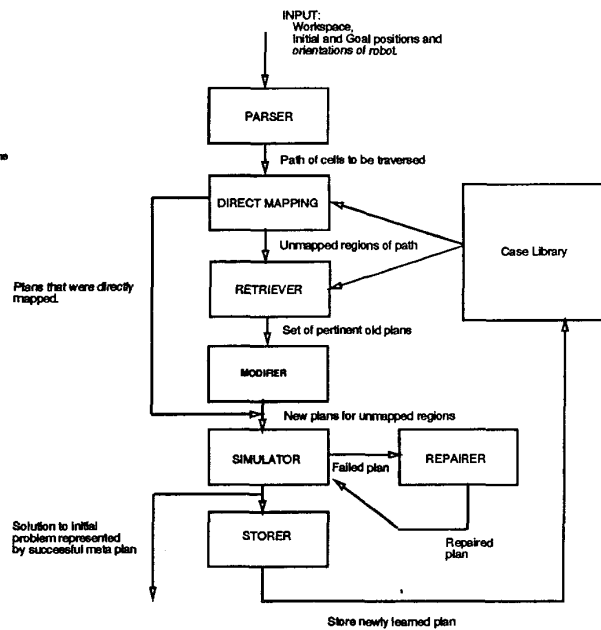 INPUT:
Workspace,
Initial and Goal positions and
orientations of robot.
PARSER
Path of cells to be traversed
DIRECT MAPPING
Unmapped regions of path
Case Library
RETRIEVER
Plans that were directly
mapped.
Set of pertinent old plans
MODIFIER
New plans for unmapped regions
SIMULATOR
Failed plan
REPAIRER
Solution to initial
problem represented
by successful meta plan
STORER
Repaired
plan
Store newly learned plan